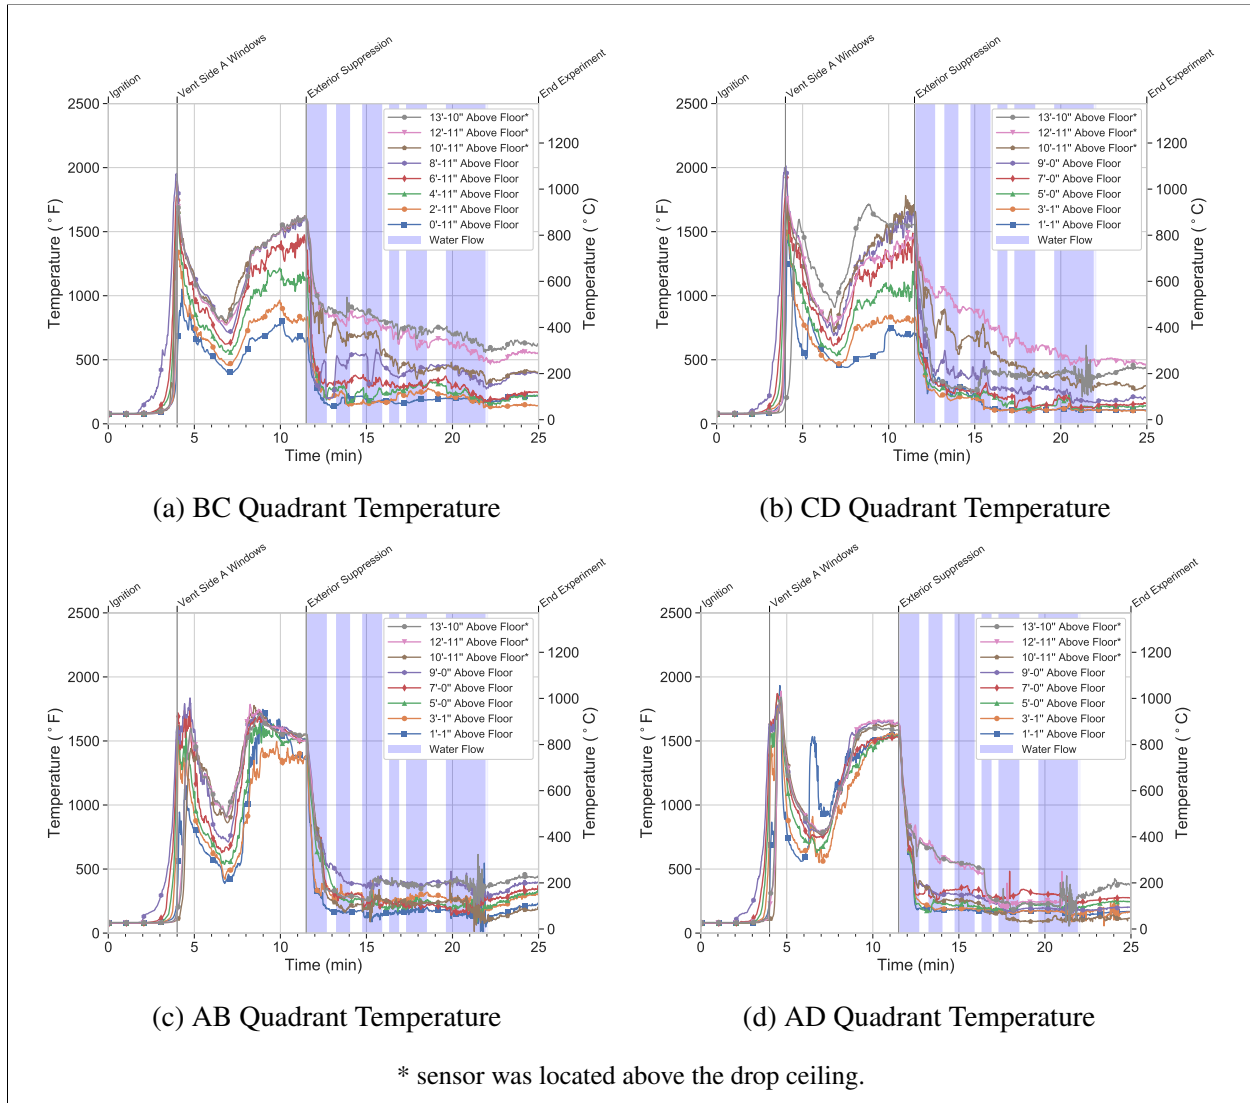 Ignition
Vent Side A Windows
Exterior Suppression
End Experiment
2500
2000
1500
1000
500
0
Temperature (° F)
1200
1000
800
600
400
200
0
Temperature (° C)
13'-10" Above Floor*
12'-11" Above Floor*
10'-11" Above Floor*
8'-11" Above Floor
6'-11" Above Floor
4'-11" Above Floor
2'-11" Above Floor
0'-11" Above Floor
Water Flow
0 5 10 15 20 25
Time (min)
(a) BC Quadrant Temperature
Ignition
Vent Side A Windows
Exterior Suppression
End Experiment
2500
2000
1500
1000
500
0
Temperature (° F)
1200
1000
800
600
400
200
0
Temperature (° C)
13'-10" Above Floor*
12'-11" Above Floor*
10'-11" Above Floor*
9'-0" Above Floor
7'-0" Above Floor
5'-0" Above Floor
3'-1" Above Floor
1'-1" Above Floor
Water Flow
0 5 10 15 20 25
Time (min)
(b) CD Quadrant Temperature
Ignition
Vent Side A Windows
Exterior Suppression
End Experiment
2500
2000
1500
1000
500
0
Temperature (° F)
1200
1000
800
600
400
200
0
Temperature (° C)
13'-10" Above Floor*
12'-11" Above Floor*
10'-11" Above Floor*
9'-0" Above Floor
7'-0" Above Floor
5'-0" Above Floor
3'-1" Above Floor
1'-1" Above Floor
Water Flow
0 5 10 15 20 25
Time (min)
(c) AB Quadrant Temperature
Ignition
Vent Side A Windows
Exterior Suppression
End Experiment
2500
2000
1500
1000
500
0
Temperature (° F)
1200
1000
800
600
400
200
0
Temperature (° C)
13'-10" Above Floor*
12'-11" Above Floor*
10'-11" Above Floor*
9'-0" Above Floor
7'-0" Above Floor
5'-0" Above Floor
3'-1" Above Floor
1'-1" Above Floor
Water Flow
0 5 10 15 20 25
Time (min)
(d) AD Quadrant Temperature
* sensor was located above the drop ceiling.